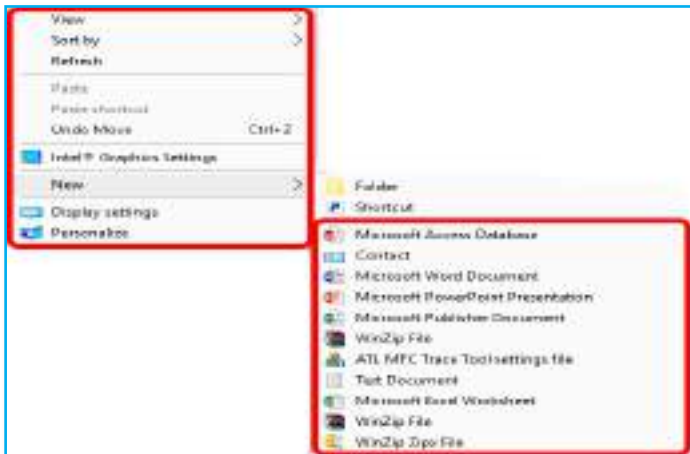 View
Sort by
Refresh
Paste
Paste shortcut
Undo Move Ctrl+Z
Intel® Graphics Settings
New
Display settings
Personalize
Folder
Shortcut
Microsoft Access Database
Contact
Microsoft Word Document
Microsoft PowerPoint Presentation
Microsoft Publisher Document
WinZip File
ATL MFC Trace Tool settings file
Text Document
Microsoft Excel Worksheet
WinZip File
WinZip Zipx File